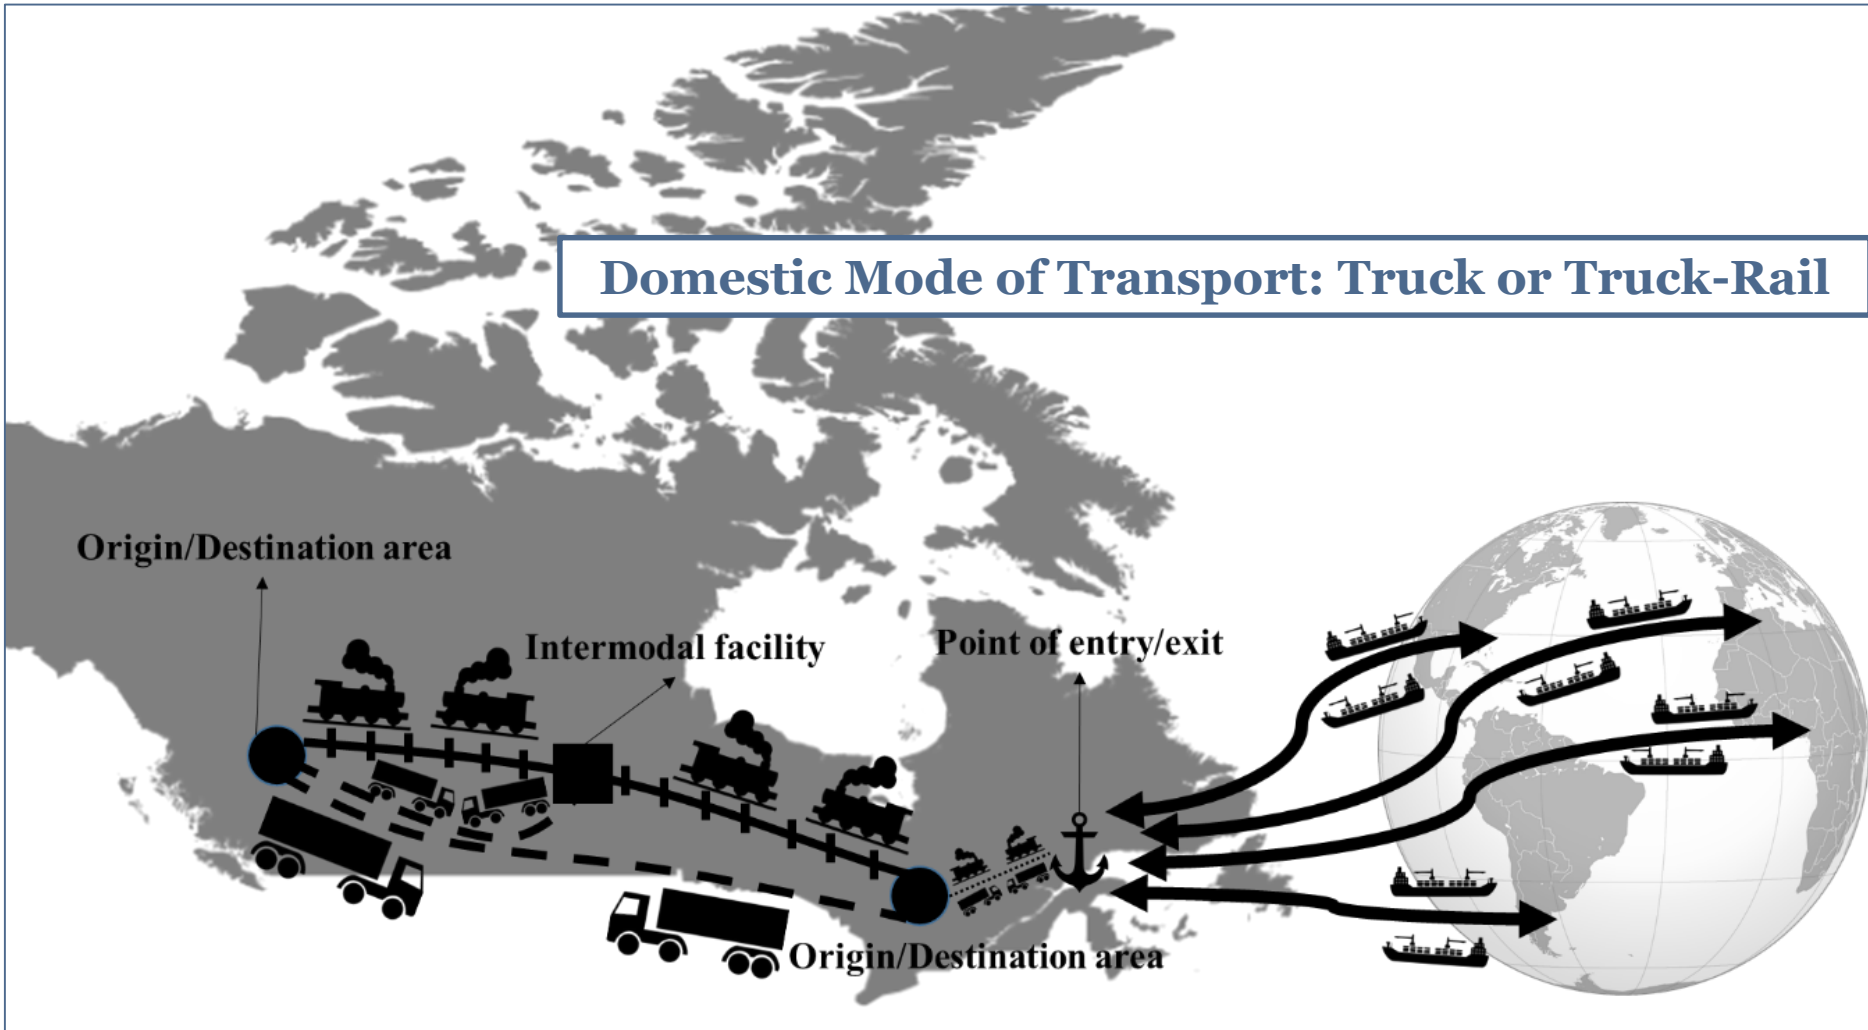 Domestic Mode of Transport: Truck or Truck-Rail
Origin/Destination area
Intermodal facility
Point of entry/exit
Origin/Destination area